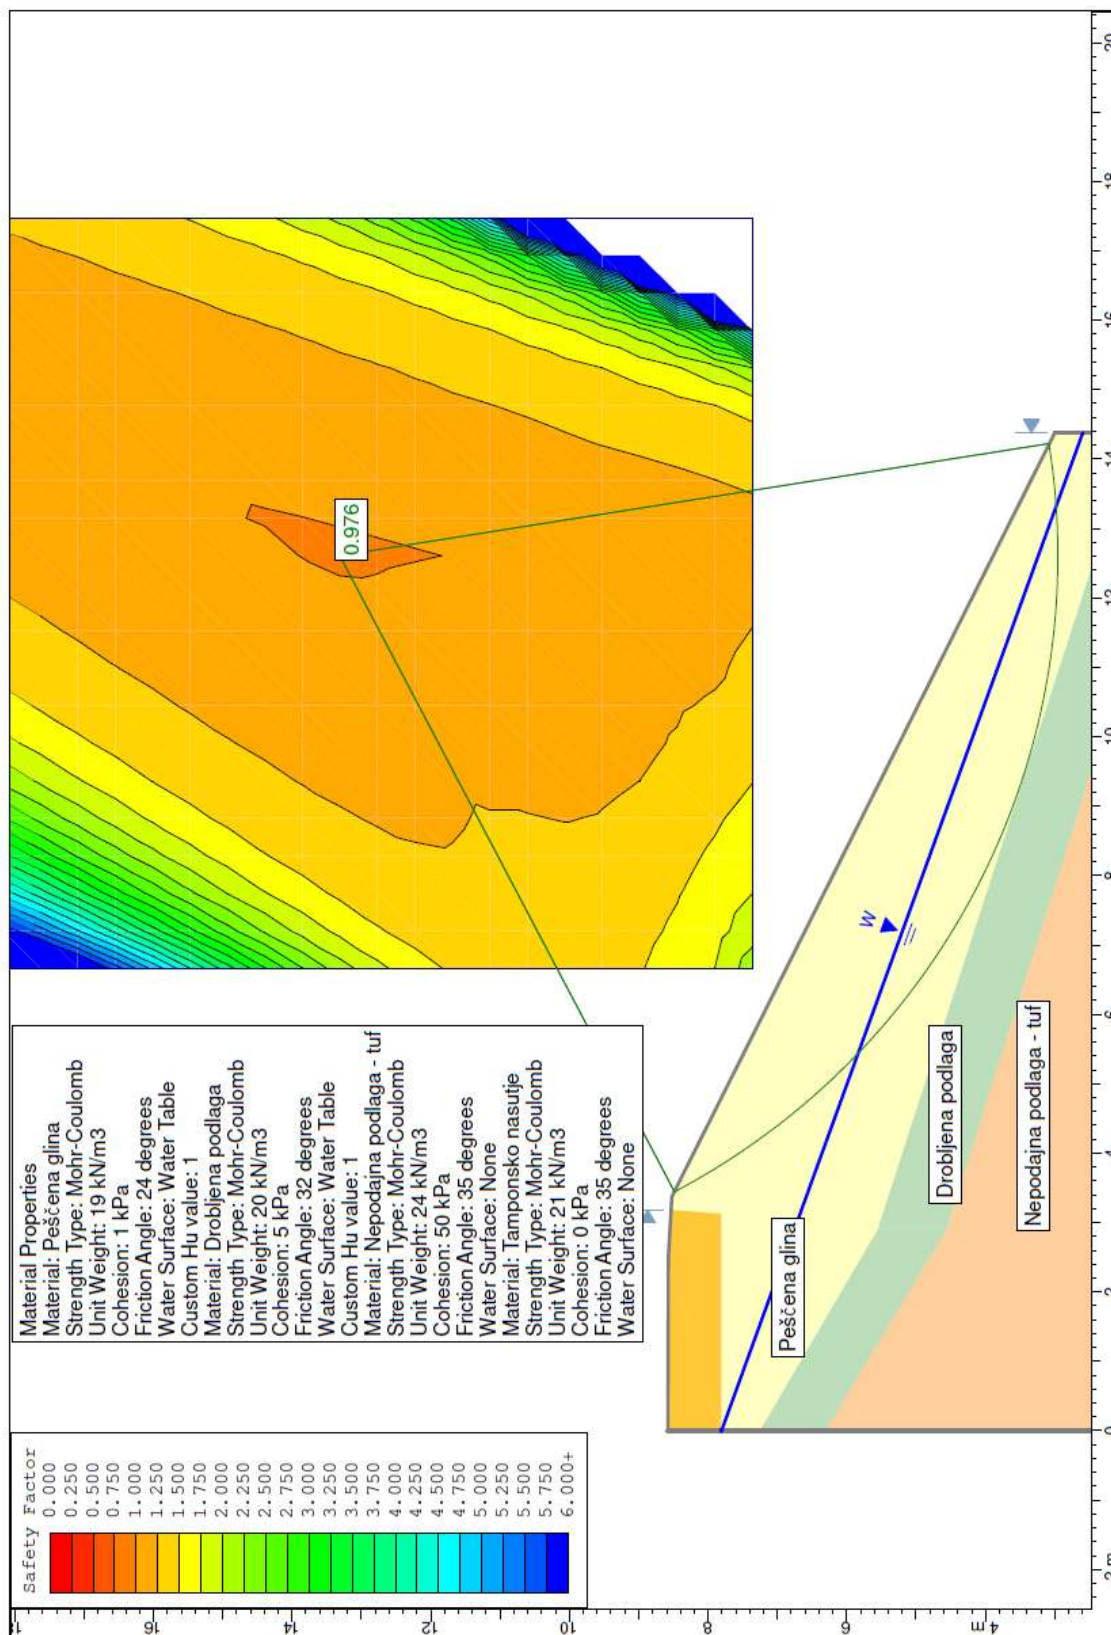 Safety Factor
0.000
0.250
0.500
0.750
1.000
1.250
1.500
1.750
2.000
2.250
2.500
2.750
3.000
3.250
3.500
3.750
4.000
4.250
4.500
4.750
5.000
5.250
5.500
5.750
6.000+
Material Properties
Material: Peščena glina
Strength Type: Mohr-Coulomb
Unit Weight: 19 kN/m3
Cohesion: 1 kPa
Friction Angle: 24 degrees
Water Surface: Water Table
Custom Hu value: 1
Material: Drobljena podlaga
Strength Type: Mohr-Coulomb
Unit Weight: 20 kN/m3
Cohesion: 5 kPa
Friction Angle: 32 degrees
Water Surface: Water Table
Custom Hu value: 1
Material: Nepodajna podlaga - tuf
Strength Type: Mohr-Coulomb
Unit Weight: 24 kN/m3
Cohesion: 50 kPa
Friction Angle: 35 degrees
Water Surface: None
Material: Tamponsko nasutje
Strength Type: Mohr-Coulomb
Unit Weight: 21 kN/m3
Cohesion: 0 kPa
Friction Angle: 35 degrees
Water Surface: None
0.976
W
Peščena glina
Drobljena podlaga
Nepodajna podlaga - tuf
16
14
12
10
8
6
4 m
0
2
4
6
8
10
12
14
16
18
20